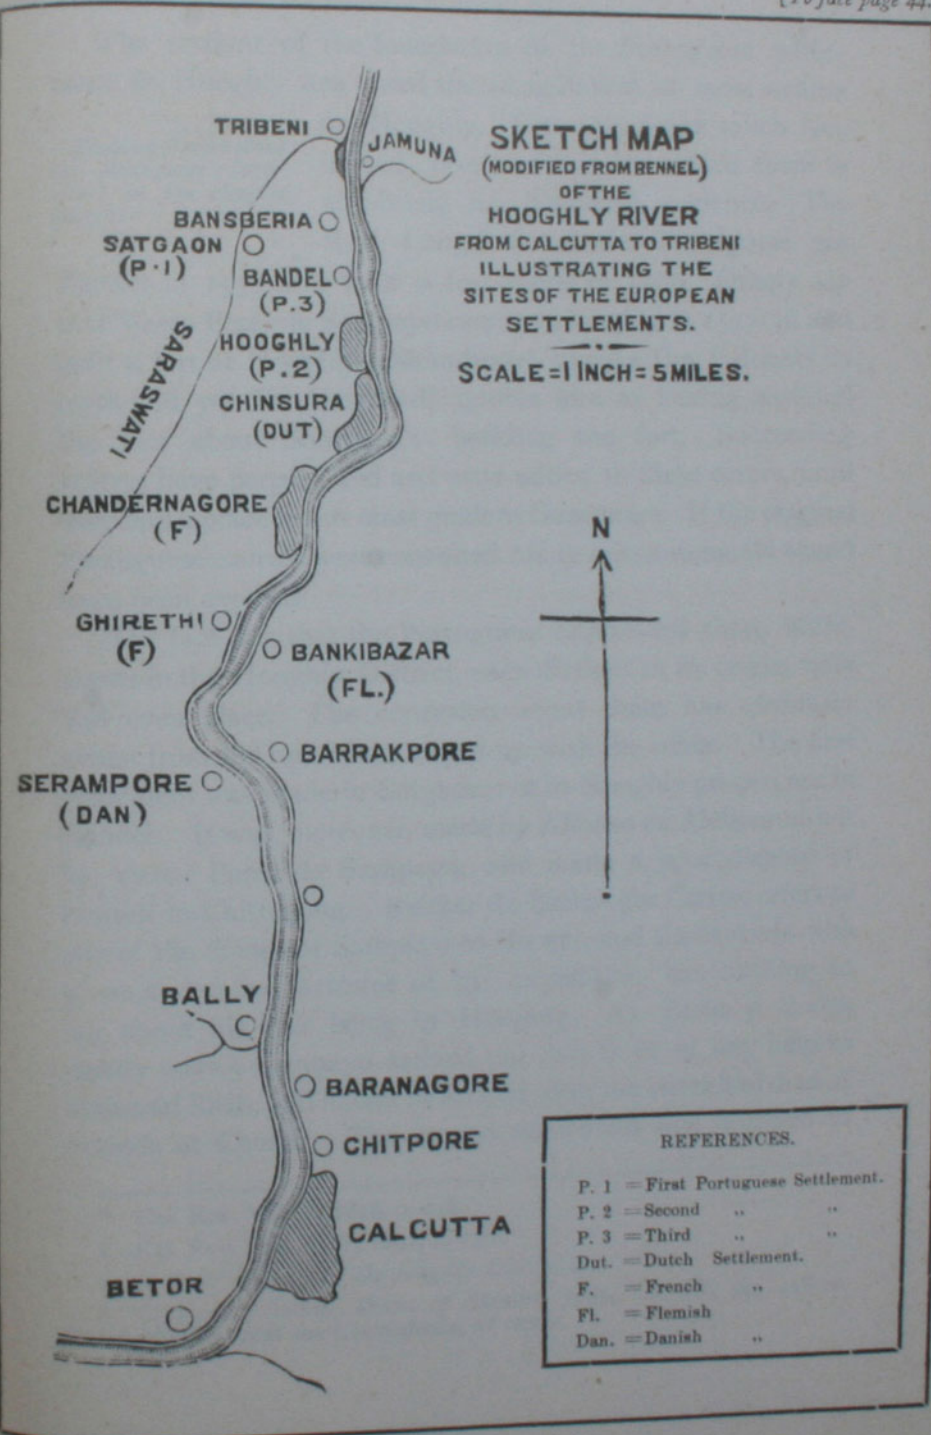 [To face page 44.
TRIBENI
JAMUNA
SKETCH MAP
(MODIFIED FROM RENNEL)
OF THE
HOOGHLY RIVER
FROM CALCUTTA TO TRIBENI
ILLUSTRATING THE
SITES OF THE EUROPEAN
SETTLEMENTS.
SCALE=1 INCH=5 MILES.
BANSBERIA
SATGAON
(P.1)
BANDEL
(P.3)
HOOGHLY
(P.2)
SARASWATI
CHINSURA
(DUT)
CHANDERNAGORE
(F)
N
GHIRETHI
(F)
BANKIBAZAR
(FL.)
BARRAKPORE
SERAMPORE
(DAN)
BALLY
BARANAGORE
CHITPORE
CALCUTTA
BETOR
REFERENCES.
P. 1 =First Portuguese Settlement.
P. 2 =Second ,, ,,
P. 3 =Third ,, ,,
Dut. =Dutch Settlement.
F. =French ,,
Fl. =Flemish
Dan. =Danish ,,